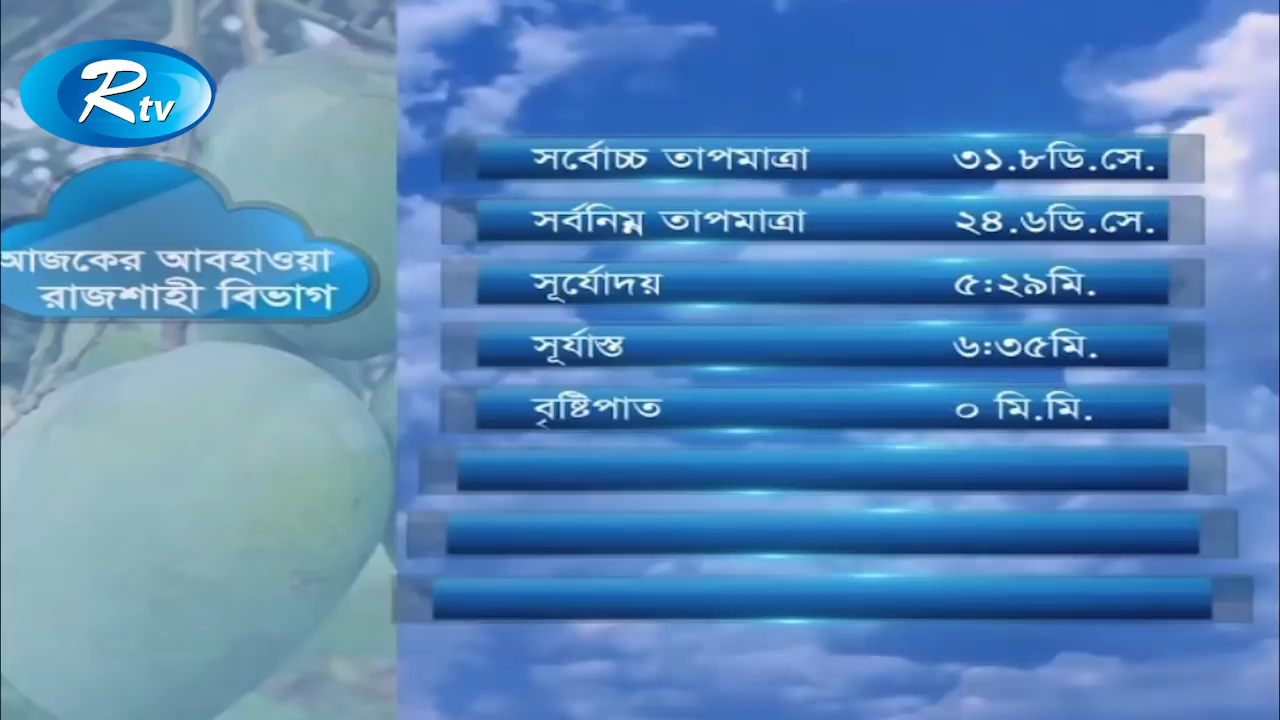 Rtv
আজকের আবহাওয়া
রাজশাহী বিভাগ
সর্বোচ্চ তাপমাত্রা ৩১.৮ডি.সে.
সর্বনিম্ন তাপমাত্রা ২৪.৬ডি.সে.
সূর্যোদয় ৫:২৯মি.
সূর্যাস্ত ৬:৩৫মি.
বৃষ্টিপাত ০ মি.মি.